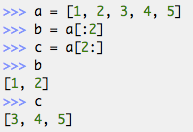 >>> a = [1, 2, 3, 4, 5]
>>> b = a[:2]
>>> c = a[2:]
>>> b
[1, 2]
>>> c
[3, 4, 5]